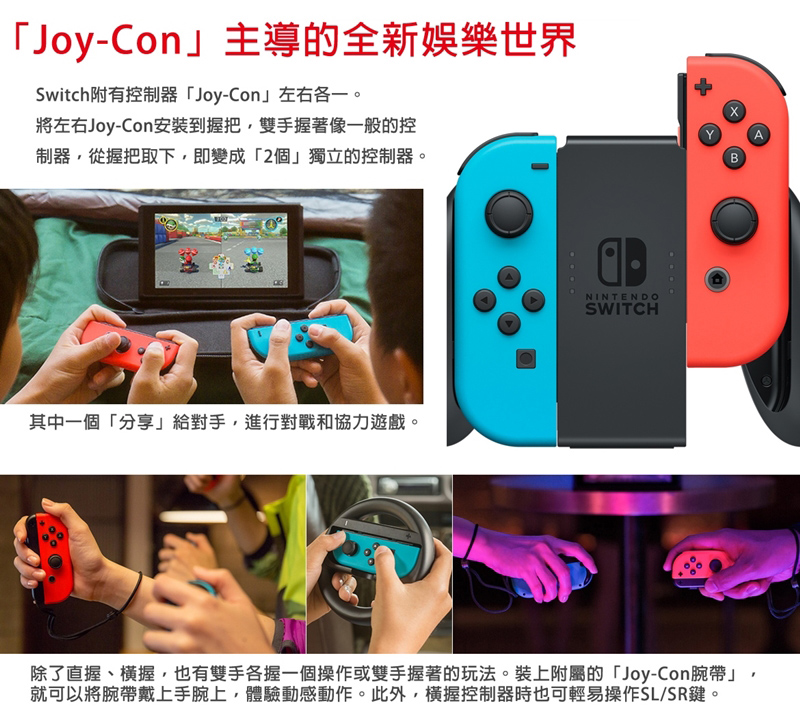 「Joy-Con」主導的全新娛樂世界
Switch附有控制器「Joy-Con」左右各一。
將左右Joy-Con安裝到握把，雙手握著像一般的控
制器，從握把取下，即變成「2個」獨立的控制器。
X
Y
A
B
NINTENDO
SWITCH
其中一個「分享」給對手，進行對戰和協力遊戲。
除了直握、橫握，也有雙手各握一個操作或雙手握著的玩法。裝上附屬的「Joy-Con腕帶」，
就可以將腕帶戴上手腕上，體驗動感動作。此外，橫握控制器時也可輕易操作SL/SR鍵。